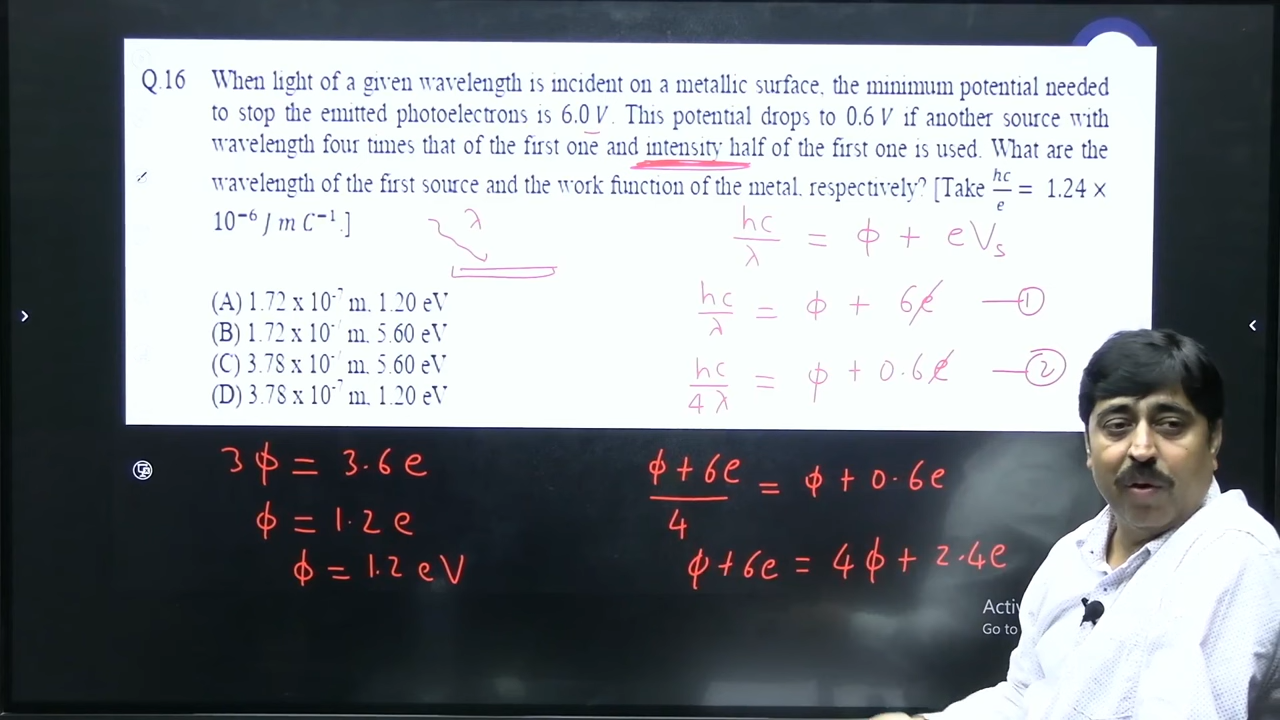 Q.16 When light of a given wavelength is incident on a metallic surface, the minimum potential needed
to stop the emitted photoelectrons is 6.0 V. This potential drops to 0.6 V if another source with
wavelength four times that of the first one and intensity half of the first one is used. What are the
wavelength of the first source and the work function of the metal. respectively? [Take hc/e = 1.24 ×
10⁻⁶ J m C⁻¹.]
λ
hc/λ = ϕ + eVₛ
(A) 1.72 x 10⁻⁷ m. 1.20 eV
(B) 1.72 x 10⁻ m. 5.60 eV
(C) 3.78 x 10⁻ m. 5.60 eV
(D) 3.78 x 10⁻⁷ m. 1.20 eV
hc/λ = ϕ + 6e —①
hc/4λ = ϕ + 0.6e —②
3ϕ = 3.6e
ϕ = 1.2e
ϕ = 1.2 eV
ϕ+6e/4 = ϕ + 0.6e
ϕ+6e = 4ϕ + 2.4e
Activ
Go to